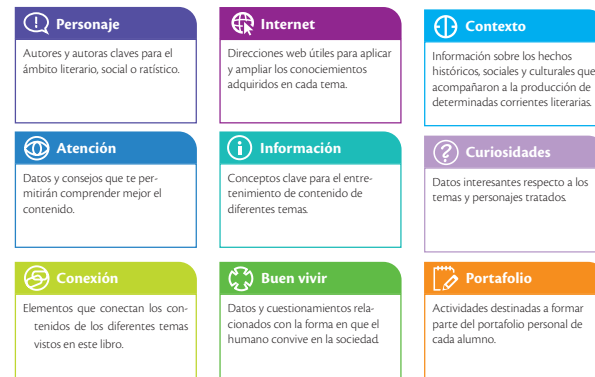 Personaje
Autores y autoras claves para el
ámbito literario, social o ratístico.
Internet
Direcciones web útiles para aplicar
y ampliar los conociemientos
adquiridos en cada tema.
Contexto
Información sobre los hechos
históricos, sociales y culturales que
acompañaron a la producción de
determinadas corrientes literarias.
Atención
Datos y consejos que te per-
mitirán comprender mejor el
contenido.
Información
Conceptos clave para el entre-
tenimiento de contenido de
diferentes temas.
Curiosidades
Datos interesantes respecto a los
temas y personajes tratados.
Conexión
Elementos que conectan los con-
tenidos de los diferentes temas
vistos en este libro.
Buen vivir
Datos y cuestionamientos rela-
cionados con la forma en que el
humano convive en la sociedad.
Portafolio
Actividades destinadas a formar
parte del portafolio personal de
cada alumno.